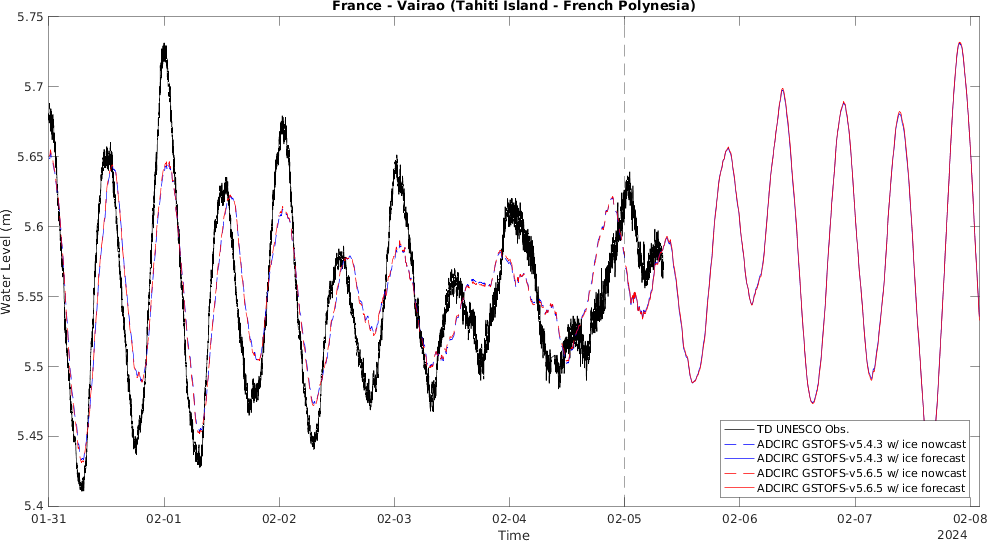 France - Vairao (Tahiti Island - French Polynesia)
5.75
5.7
5.65
5.6
5.55
5.5
5.45
5.4
Water Level (m)
01-31 02-01 02-02 02-03 02-04 02-05 02-06 02-07 02-08
Time
2024
TD UNESCO Obs.
ADCIRC GSTOFS-v5.4.3 w/ ice nowcast
ADCIRC GSTOFS-v5.4.3 w/ ice forecast
ADCIRC GSTOFS-v5.6.5 w/ ice nowcast
ADCIRC GSTOFS-v5.6.5 w/ ice forecast